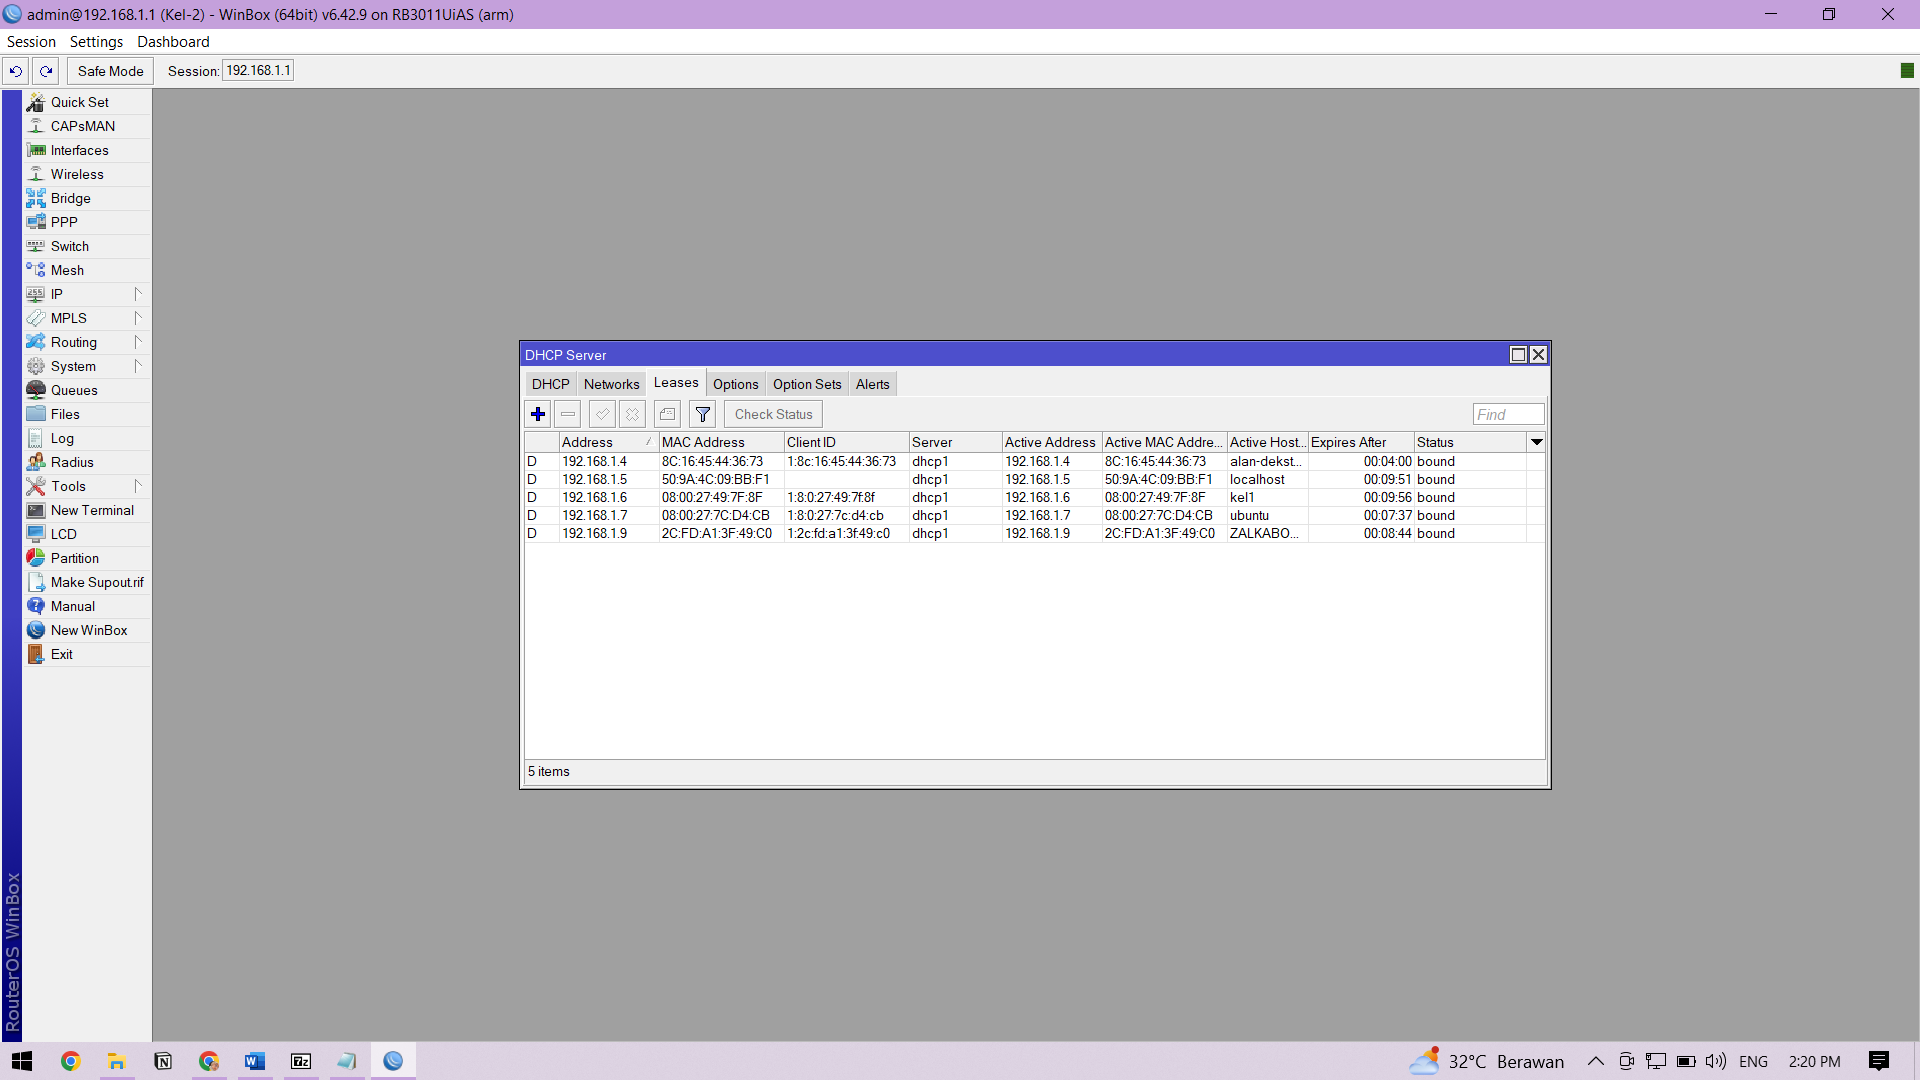 admin@192.168.1.1 (Kel-2) - WinBox (64bit) v6.42.9 on RB3011UiAS (arm)
Session Settings Dashboard
Safe Mode Session: 192.168.1.1
Quick Set
CAPsMAN
Interfaces
Wireless
Bridge
PPP
Switch
Mesh
IP
MPLS
Routing
System
Queues
Files
Log
Radius
Tools
New Terminal
LCD
Partition
Make Supout.rif
Manual
New WinBox
Exit
RouterOS WinBox
DHCP Server
DHCP Networks Leases Options Option Sets Alerts
Check Status Find
Address MAC Address Client ID Server Active Address Active MAC Addre... Active Host... Expires After Status
D 192.168.1.4 8C:16:45:44:36:73 1:8c:16:45:44:36:73 dhcp1 192.168.1.4 8C:16:45:44:36:73 alan-dekst... 00:04:00 bound
D 192.168.1.5 50:9A:4C:09:BB:F1 dhcp1 192.168.1.5 50:9A:4C:09:BB:F1 localhost 00:09:51 bound
D 192.168.1.6 08:00:27:49:7F:8F 1:8:0:27:49:7f:8f dhcp1 192.168.1.6 08:00:27:49:7F:8F kel1 00:09:56 bound
D 192.168.1.7 08:00:27:7C:D4:CB 1:8:0:27:7c:d4:cb dhcp1 192.168.1.7 08:00:27:7C:D4:CB ubuntu 00:07:37 bound
D 192.168.1.9 2C:FD:A1:3F:49:C0 1:2c:fd:a1:3f:49:c0 dhcp1 192.168.1.9 2C:FD:A1:3F:49:C0 ZALKABO... 00:08:44 bound
5 items
32°C Berawan ENG 2:20 PM